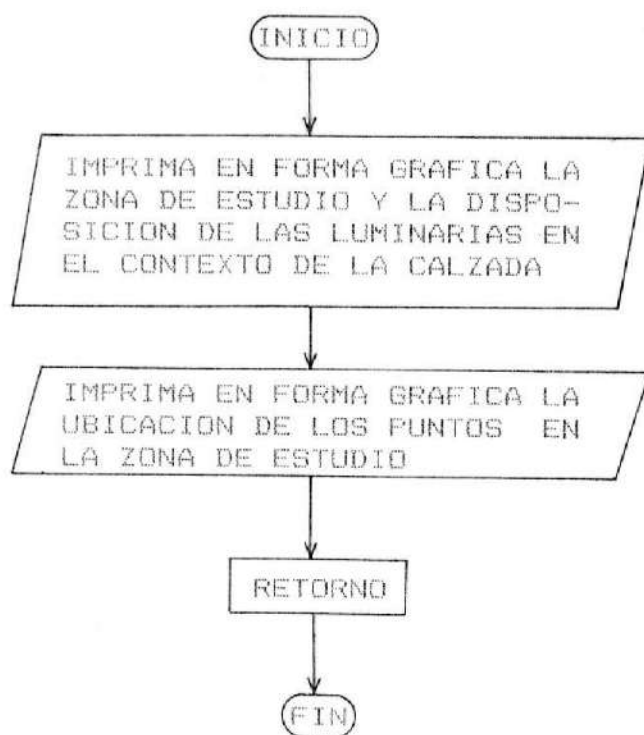 INICIO
IMPRIMA EN FORMA GRAFICA LA
ZONA DE ESTUDIO Y LA DISPO-
SICION DE LAS LUMINARIAS EN
EL CONTEXTO DE LA CALZADA
IMPRIMA EN FORMA GRAFICA LA
UBICACION DE LOS PUNTOS EN
LA ZONA DE ESTUDIO
RETORNO
FIN